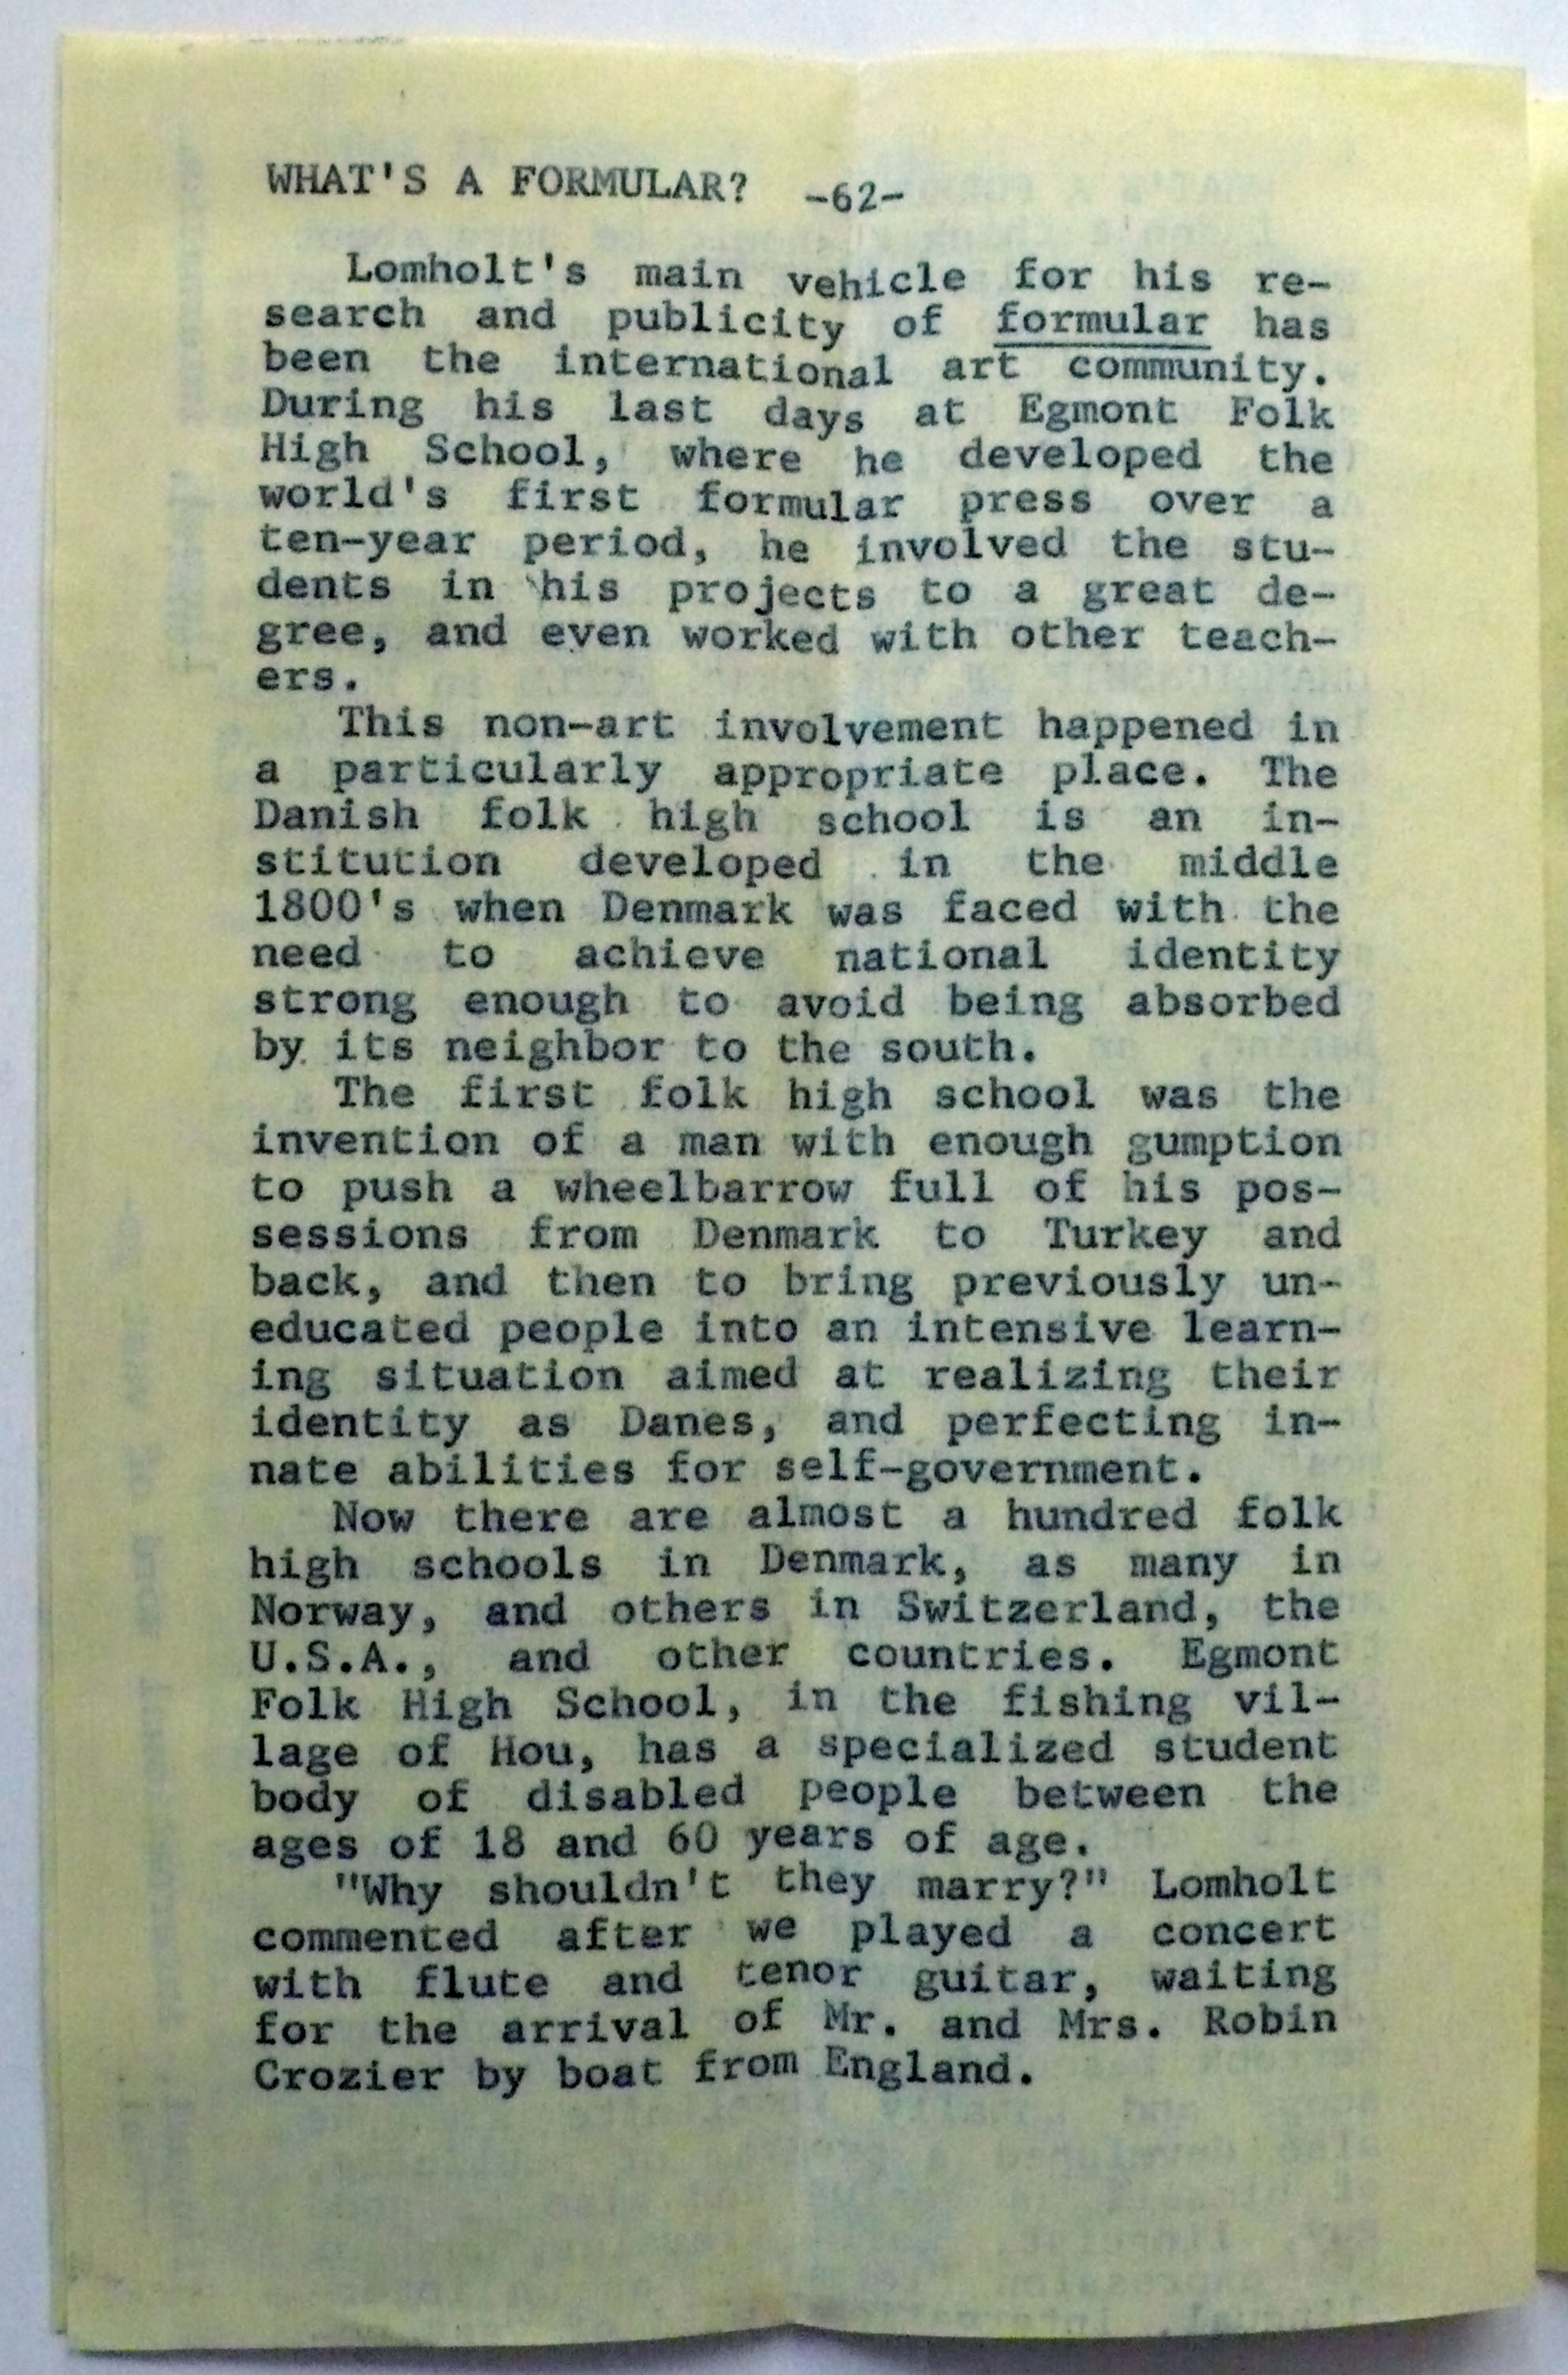 WHAT'S A FORMULAR? -62-
Lomholt's main vehicle for his re-
search and publicity of formular has
been the international art community.
During his last days at Egmont Folk
High School, where he developed the
world's first formular press over a
ten-year period, he involved the stu-
dents in his projects to a great de-
gree, and even worked with other teach-
ers.
This non-art involvement happened in
a particularly appropriate place. The
Danish folk high school is an in-
stitution developed in the middle
1800's when Denmark was faced with the
need to achieve national identity
strong enough to avoid being absorbed
by its neighbor to the south.
The first folk high school was the
invention of a man with enough gumption
to push a wheelbarrow full of his pos-
sessions from Denmark to Turkey and
back, and then to bring previously un-
educated people into an intensive learn-
ing situation aimed at realizing their
identity as Danes, and perfecting in-
nate abilities for self-government.
Now there are almost a hundred folk
high schools in Denmark, as many in
Norway, and others in Switzerland, the
U.S.A., and other countries. Egmont
Folk High School, in the fishing vil-
lage of Hou, has a specialized student
body of disabled people between the
ages of 18 and 60 years of age.
"Why shouldn't they marry?" Lomholt
commented after we played a concert
with flute and tenor guitar, waiting
for the arrival of Mr. and Mrs. Robin
Crozier by boat from England.